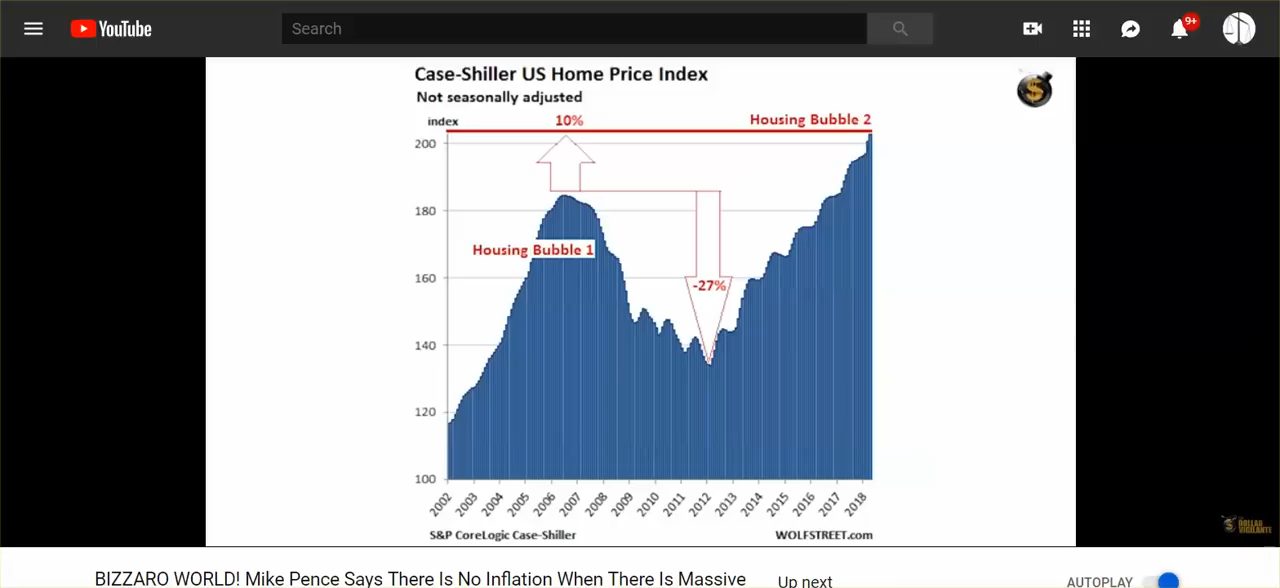 YouTube
Search
9+
Case-Shiller US Home Price Index
Not seasonally adjusted
index
10%
Housing Bubble 2
200
180
Housing Bubble 1
160
-27%
140
120
100
2002 2003 2004 2005 2006 2007 2008 2009 2010 2011 2012 2013 2014 2015 2016 2017 2018
S&P CoreLogic Case-Shiller
WOLFSTREET.com
$
DOLLAR
VIGILANTE
BIZZARO WORLD! Mike Pence Says There Is No Inflation When There Is Massive
Up next
AUTOPLAY